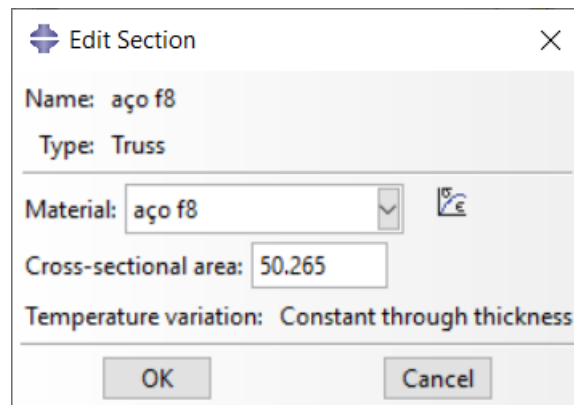 Edit Section
Name: aço f8
Type: Truss
Material: aço f8
Cross-sectional area: 50.265
Temperature variation: Constant through thickness
OK Cancel